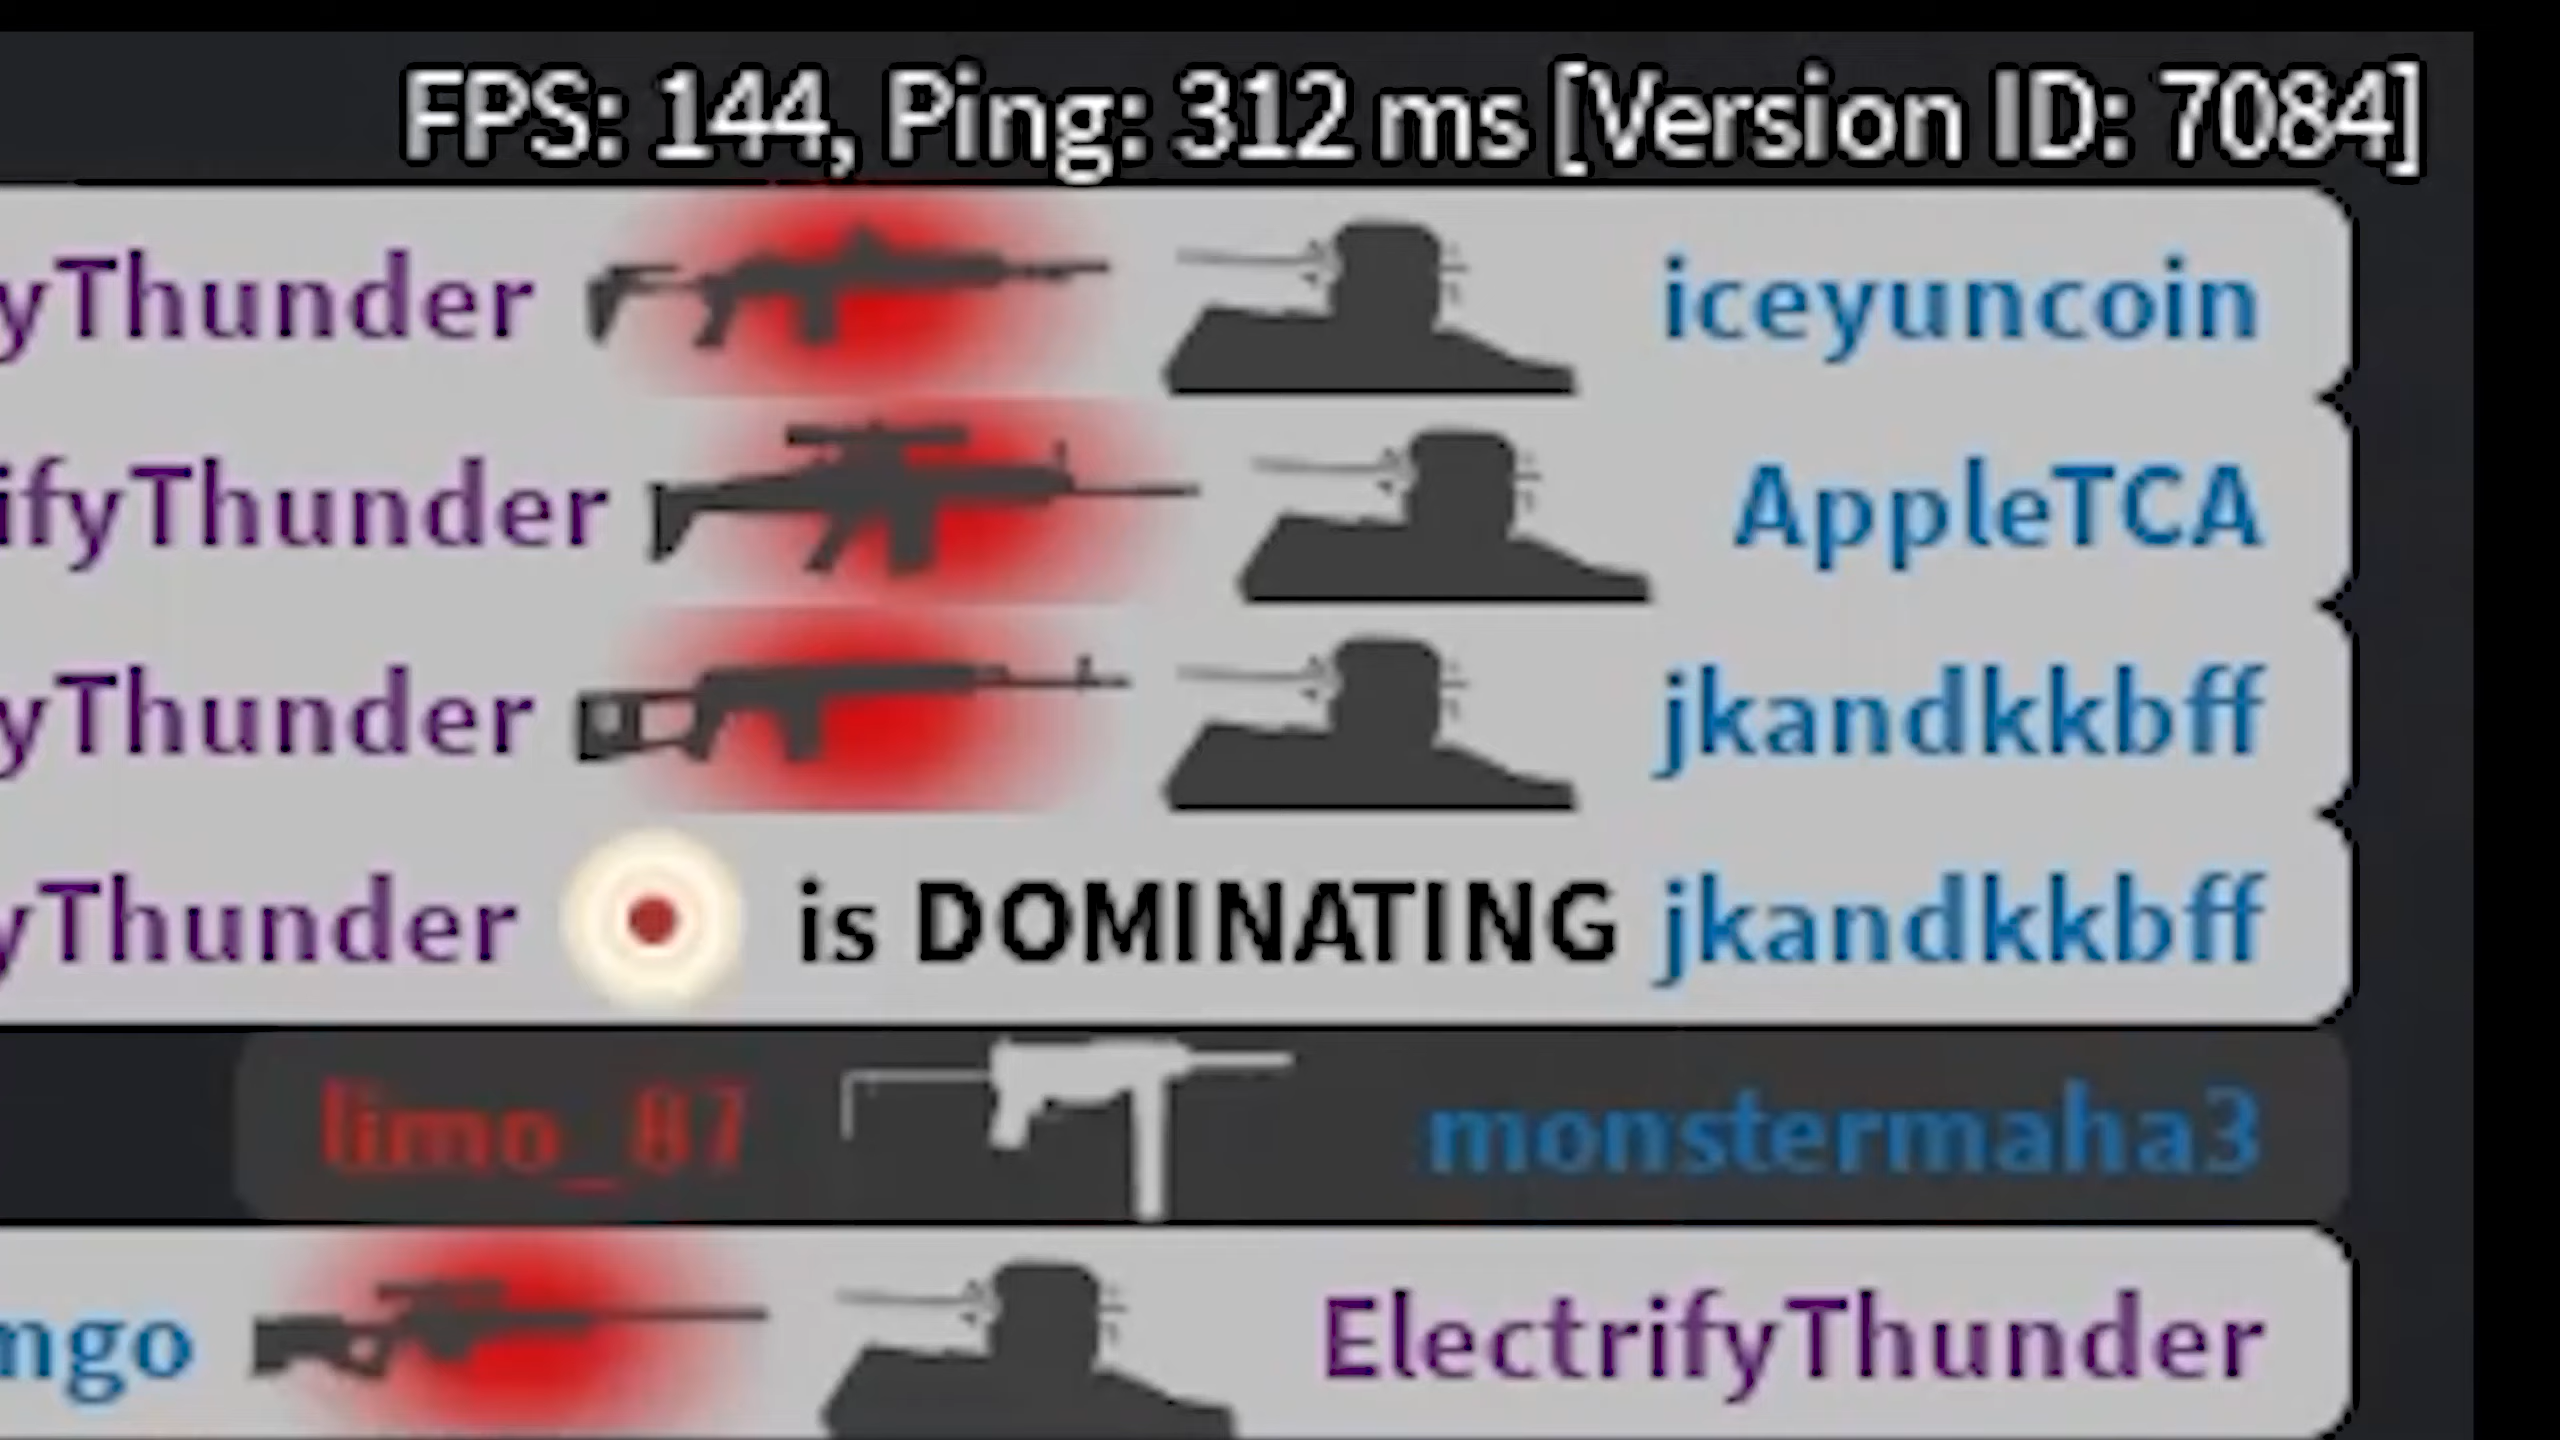 FPS: 144, Ping: 312 ms [Version ID: 7084]
yThunder iceyuncoin
ifyThunder AppleTCA
yThunder jkandkkbff
yThunder is DOMINATING jkandkkbff
limo_87 monstermaha3
mgo ElectrifyThunder